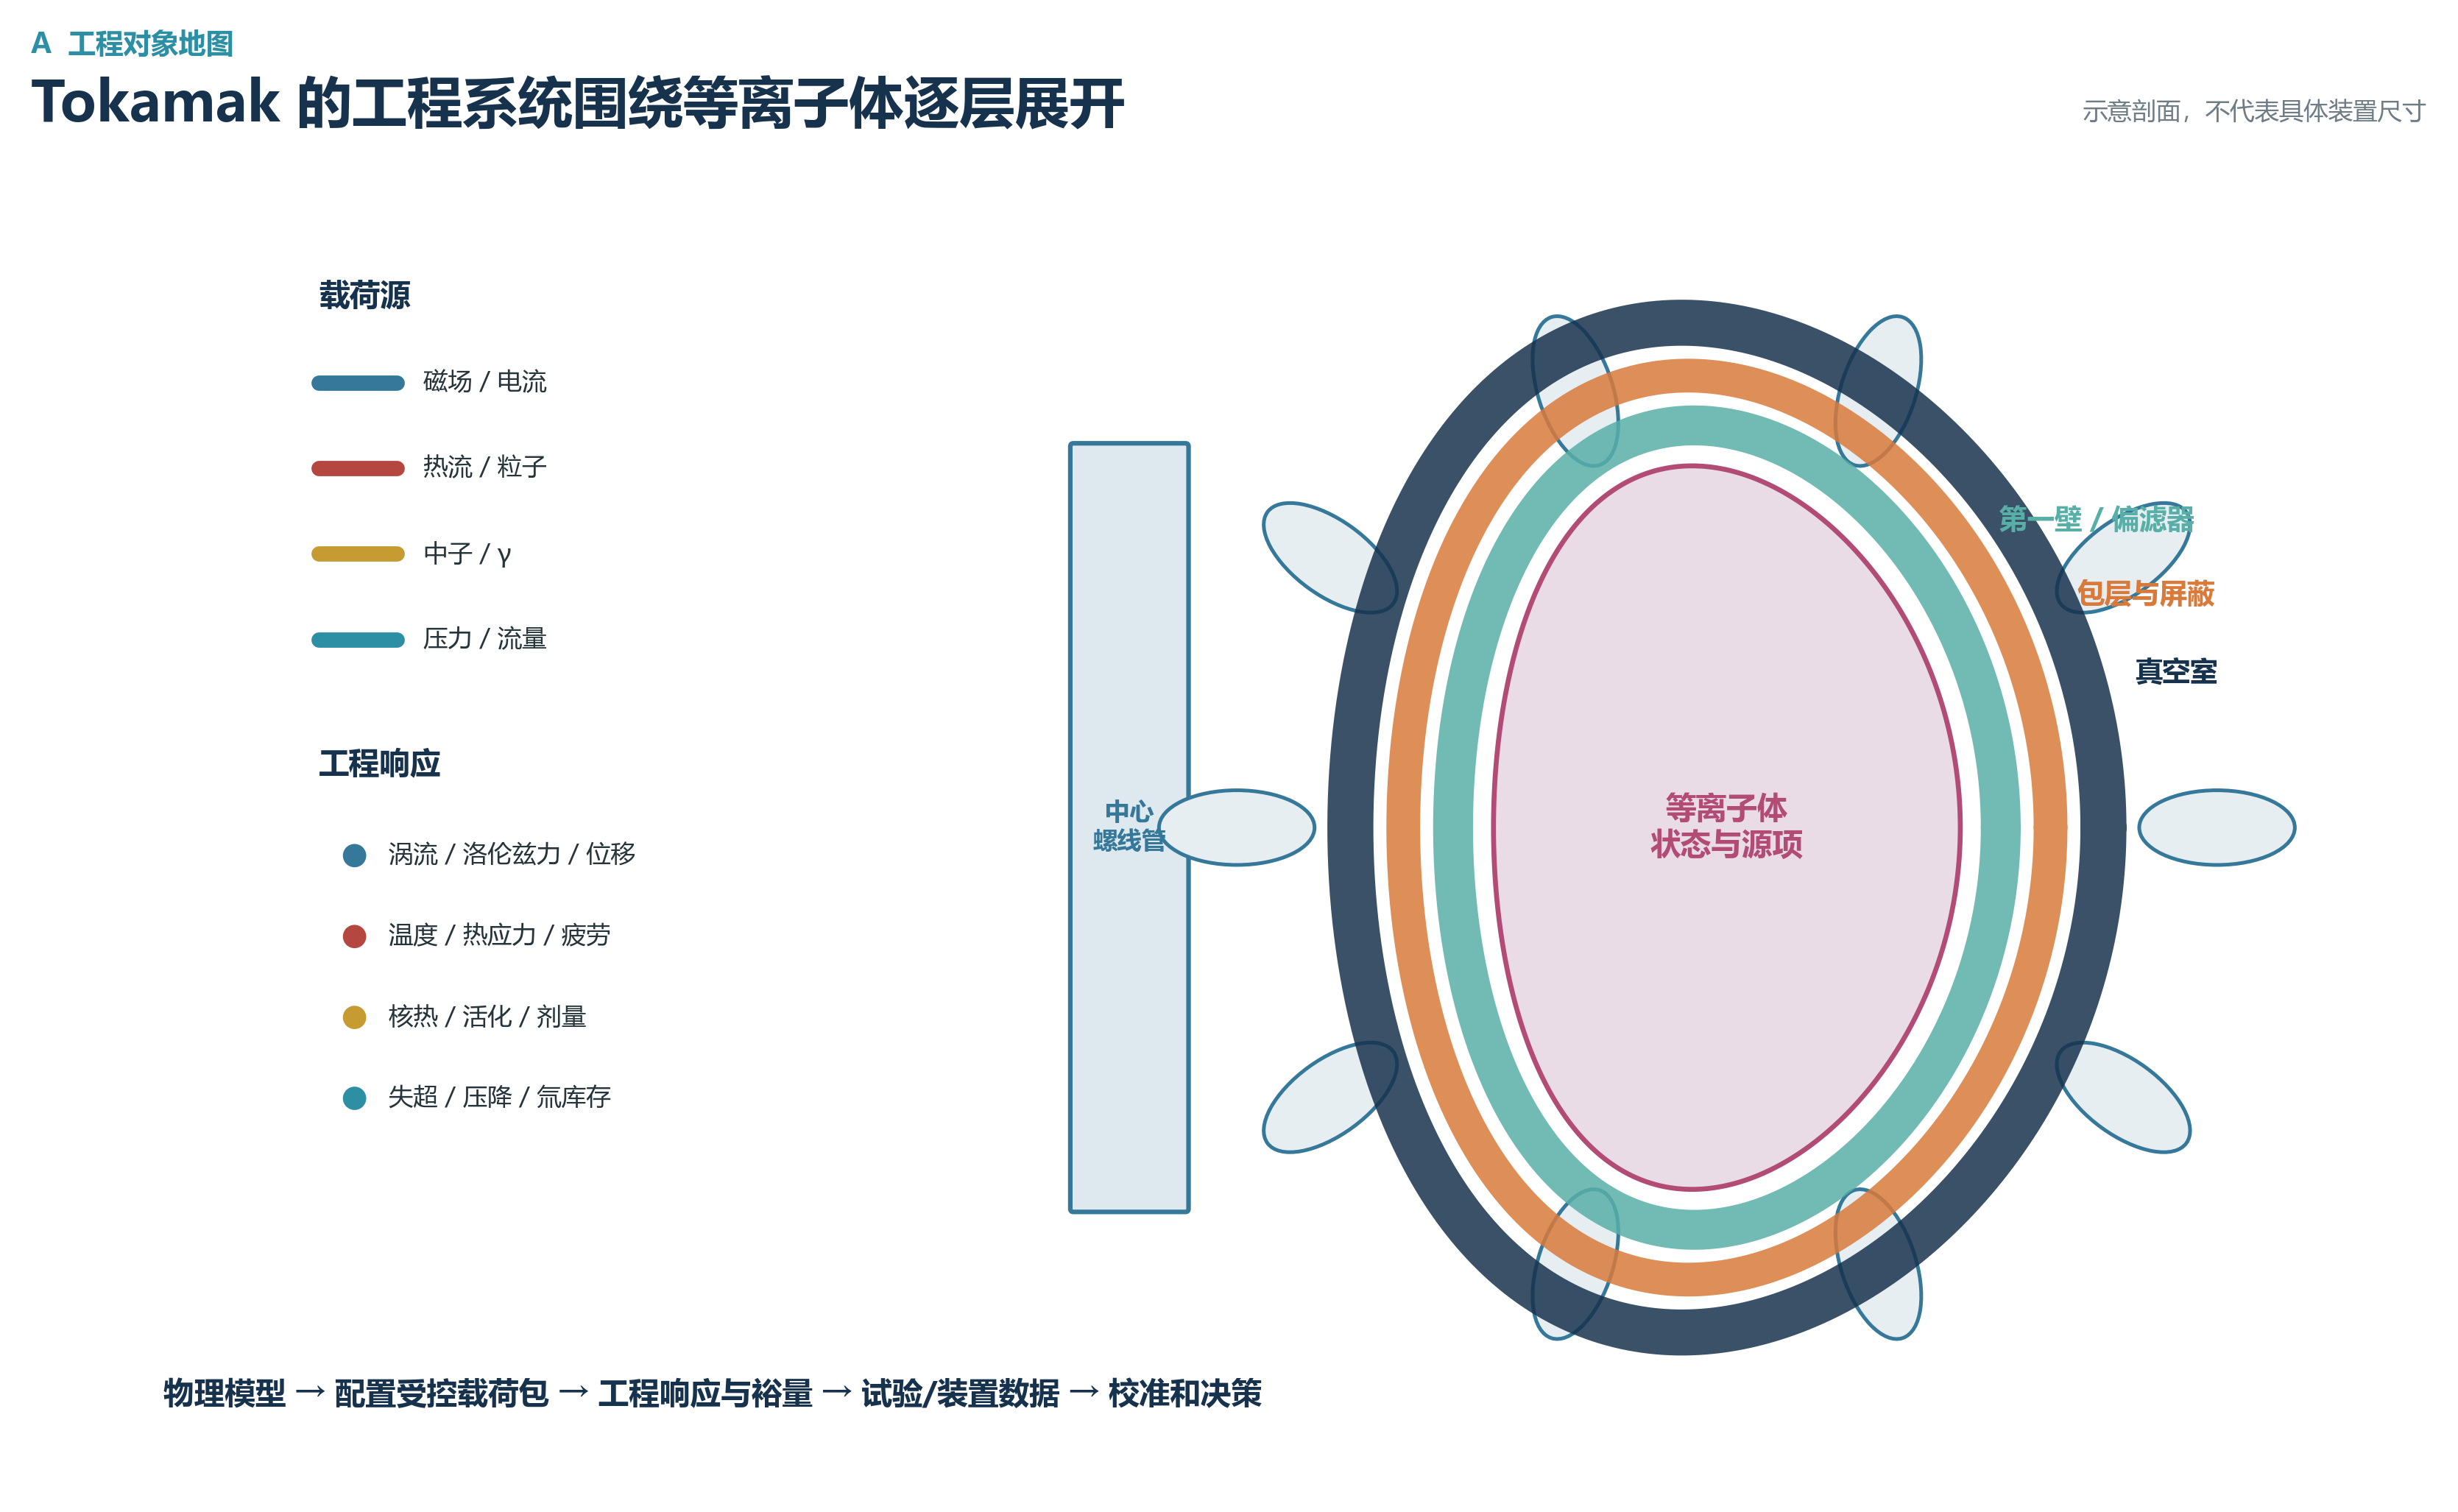 A 工程对象地图
Tokamak 的工程系统围绕等离子体逐层展开
示意剖面，不代表具体装置尺寸
载荷源
磁场 / 电流
热流 / 粒子
中子 / γ
压力 / 流量
工程响应
涡流 / 洛伦兹力 / 位移
温度 / 热应力 / 疲劳
核热 / 活化 / 剂量
失超 / 压降 / 氚库存
中心
螺线管
等离子体
状态与源项
第一壁 / 偏滤器
包层与屏蔽
真空室
物理模型 → 配置受控载荷包 → 工程响应与裕量 → 试验/装置数据 → 校准和决策